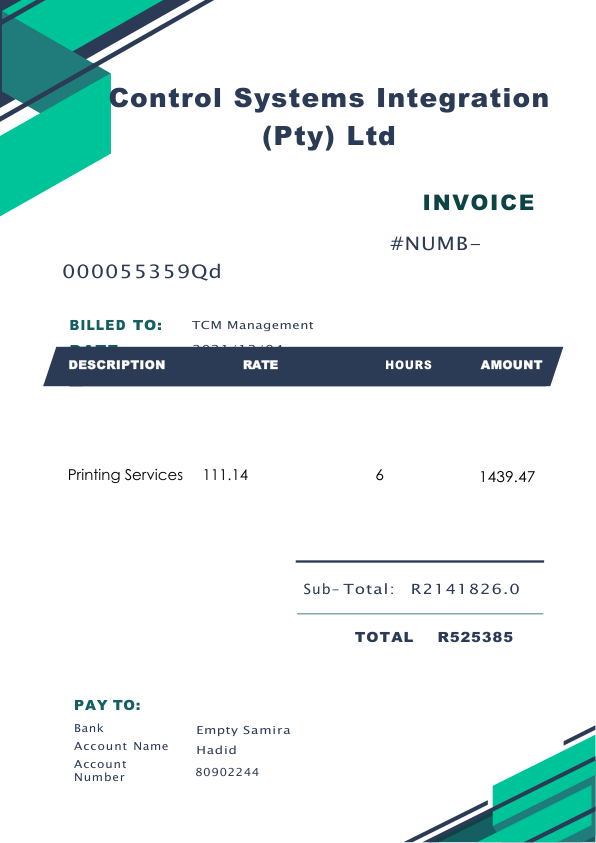 Control Systems Integration
(Pty) Ltd
INVOICE
#NUMB–
000055359Qd
BILLED TO: TCM Management
DESCRIPTION RATE HOURS AMOUNT
Printing Services 111.14 6 1439.47
Sub–Total: R2141826.0
TOTAL R525385
PAY TO:
Bank Empty Samira
Account Name Hadid
Account
Number 80902244